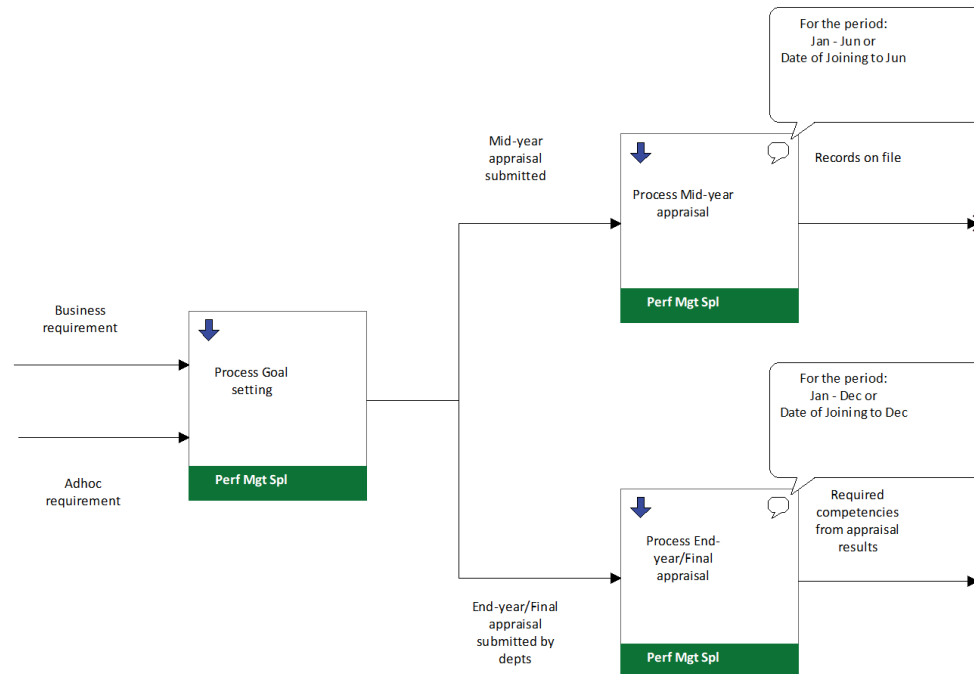 For the period:
Jan - Jun or
Date of Joining to Jun
Mid-year
appraisal
submitted
Records on file
Process Mid-year
appraisal
Perf Mgt Spl
Business
requirement
Process Goal
setting
Perf Mgt Spl
Adhoc
requirement
For the period:
Jan - Dec or
Date of Joining to Dec
Required
competencies
from appraisal
results
Process End-
year/Final
appraisal
End-year/Final
appraisal
submitted by
depts
Perf Mgt Spl